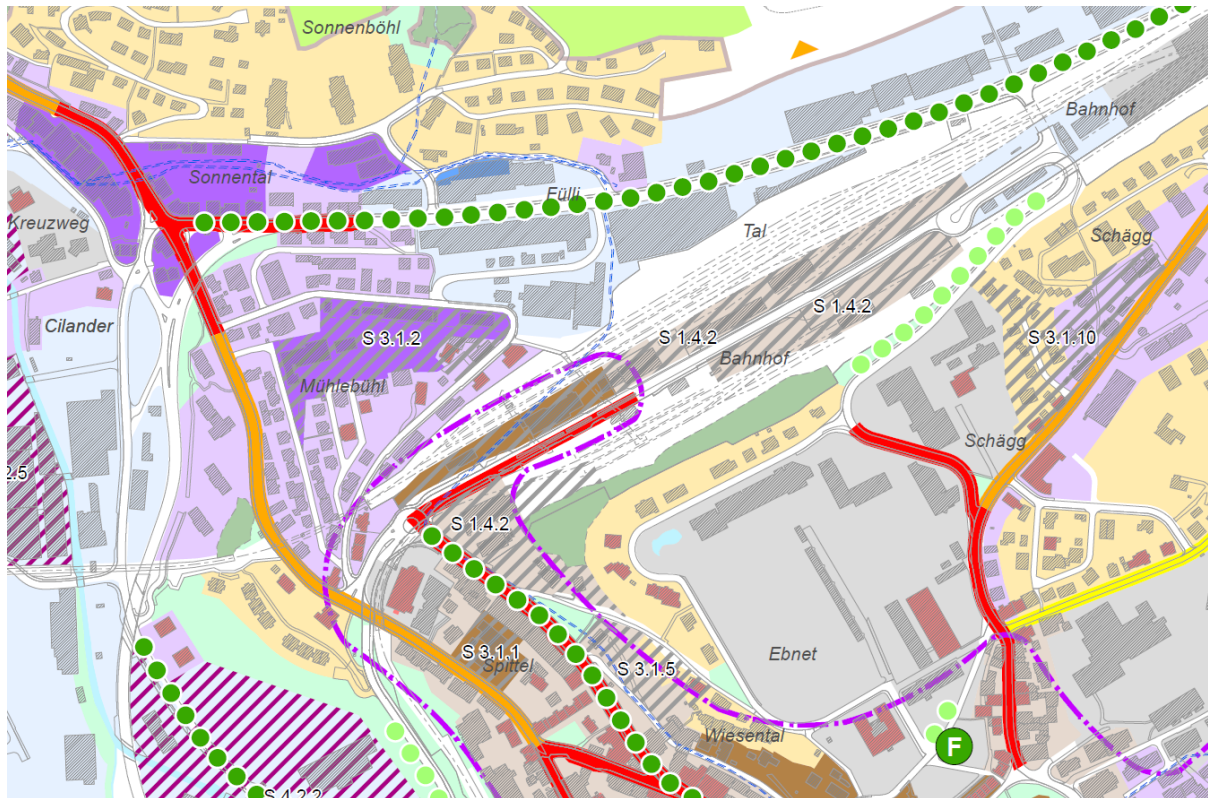 Sonnenböhl
Bahnhof
Sonnental
Fülli
Kreuzweg
Tal
Schägg
Cilander
S 3.1.2
S 1.4.2
S 1.4.2
S 3.1.10
Bahnhof
Mühlebühl
Schägg
2.5
S 1.4.2
S 3.1.1
Spittel
S 3.1.5
Ebnet
Wiesental
F
S 4.2.2